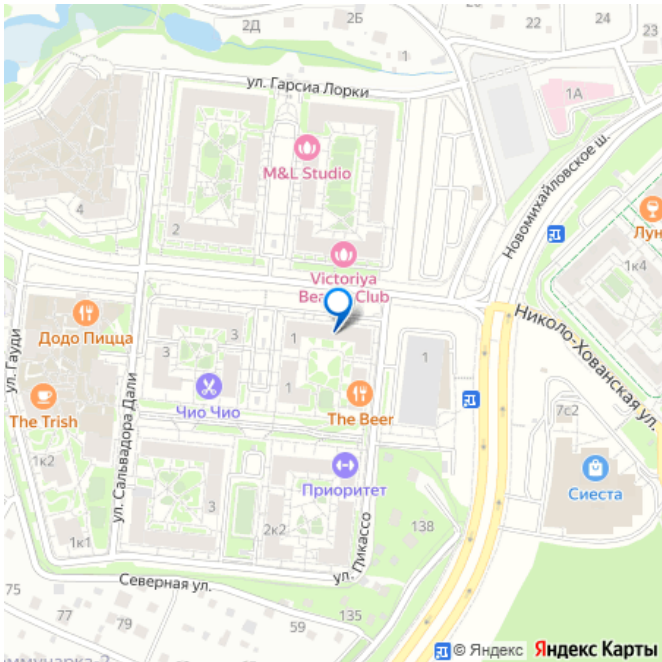 2Д
2Б
24
23
22
1
1А
ул. Гарсиа Лорки
Новомихайловское ш.
M&L Studio
4
2
Лун
1к4
Victoriya
Club
Николо-Хованская ул.
ул. Гауди
Додо Пицца
3
3
1
1
1
The Trish
ул. Сальвадора Дали
Чио Чио
The Beer
7с2
Сиеста
1к2
Приоритет
3
2к2
138
1к1
ул. Пикассо
Северная ул.
75
77
79
59
135
© Яндекс Яндекс Карты